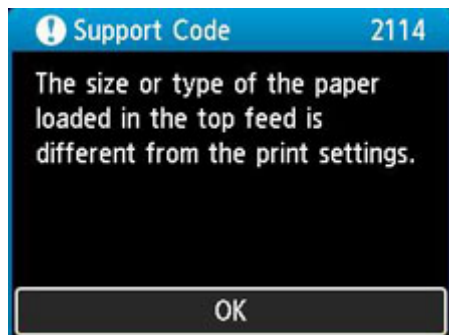 Support Code 2114
The size or type of the paper
loaded in the top feed is
different from the print settings.
OK